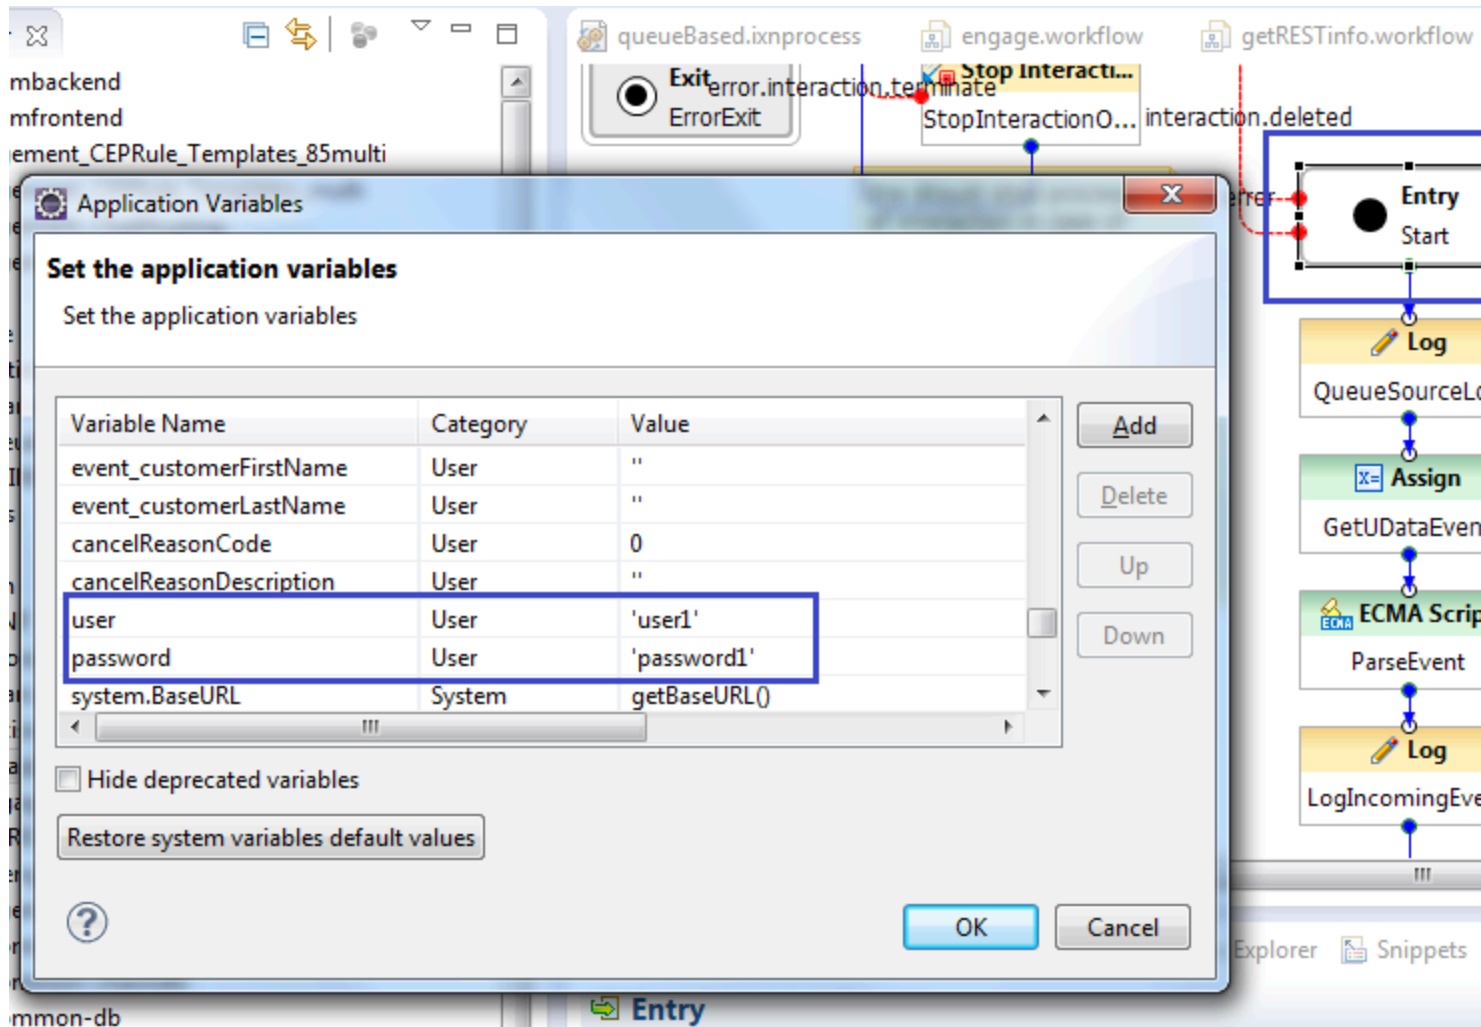 queueBased.ixnprocess
engage.workflow
getRESTinfo.workflow
mbackend
mfrontend
ement_CEPRule_Templates_85multi
Exit
ErrorExit
error.interaction.terminate
Stop Interacti...
StopInteractionO...
interaction.deleted
Entry
Start
Application Variables
Set the application variables
Set the application variables
Variable Name Category Value
event_customerFirstName User ''
event_customerLastName User ''
cancelReasonCode User 0
cancelReasonDescription User ''
user User 'user1'
password User 'password1'
system.BaseURL System getBaseURL()
Add
Delete
Up
Down
Hide deprecated variables
Restore system variables default values
OK
Cancel
Log
QueueSourceLo
Assign
GetUDataEven
ECMA Scrip
ParseEvent
Log
LogIncomingEve
Explorer
Snippets
Entry
mmon-db